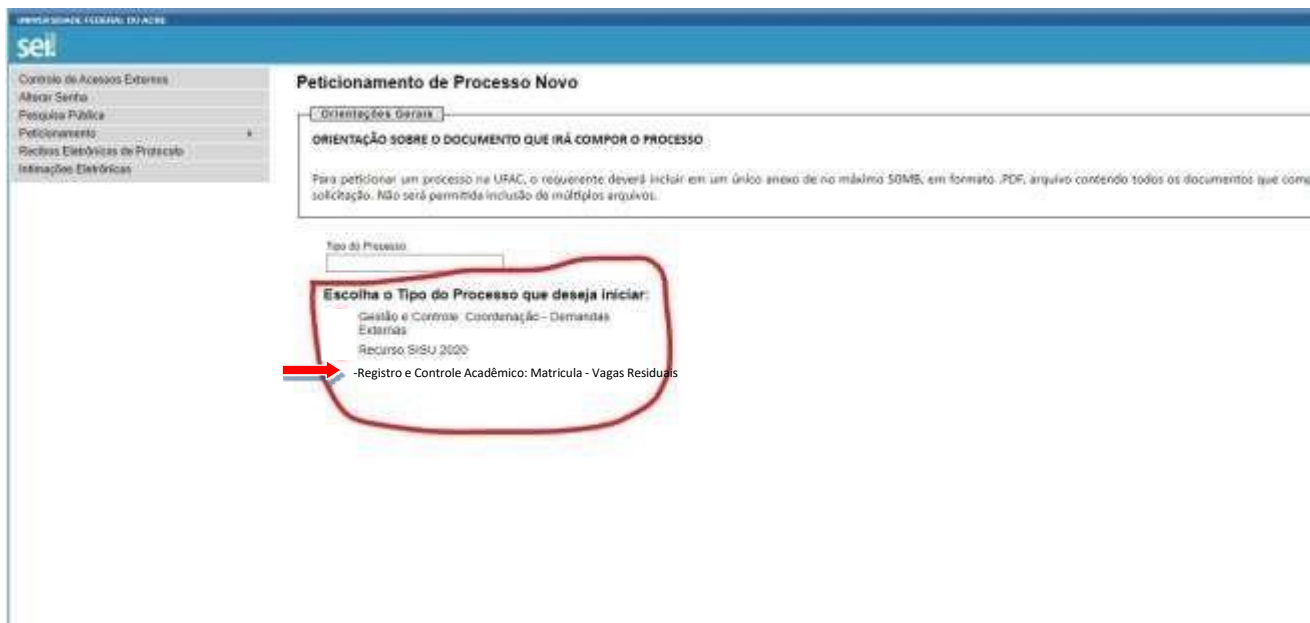 UNIVERSIDADE FEDERAL DO ACRE
sei!
Controle de Acessos Externos
Alterar Senha
Pesquisa Pública
Peticionamento
Recibos Eletrônicos de Protocolo
Intimações Eletrônicas
Peticionamento de Processo Novo
Orientações Gerais
ORIENTAÇÃO SOBRE O DOCUMENTO QUE IRÁ COMPOR O PROCESSO
Para peticionar um processo na UFAC, o requerente deverá incluir em um único anexo de no máximo 50MB, em formato .PDF, arquivo contendo todos os documentos que comp
solicitação. Não será permitida inclusão de múltiplos arquivos.
Tipo do Processo
Escolha o Tipo do Processo que deseja iniciar:
Gestão e Controle: Coordenação - Demandas
Externas
Recurso SISU 2020
-Registro e Controle Acadêmico: Matricula - Vagas Residuais